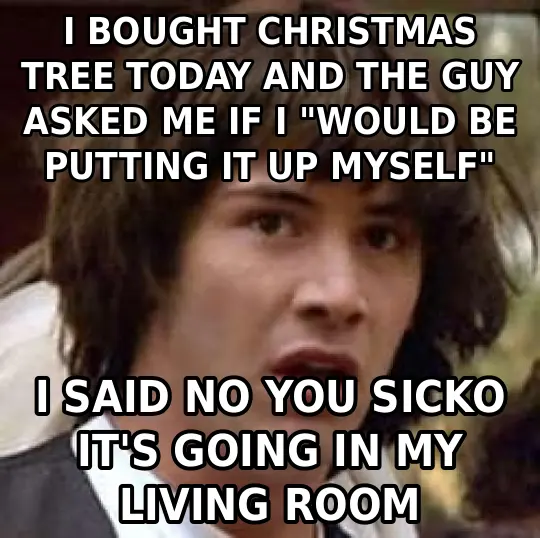 I BOUGHT CHRISTMAS
TREE TODAY AND THE GUY
ASKED ME IF I "WOULD BE
PUTTING IT UP MYSELF"
I SAID NO YOU SICKO
IT'S GOING IN MY
LIVING ROOM